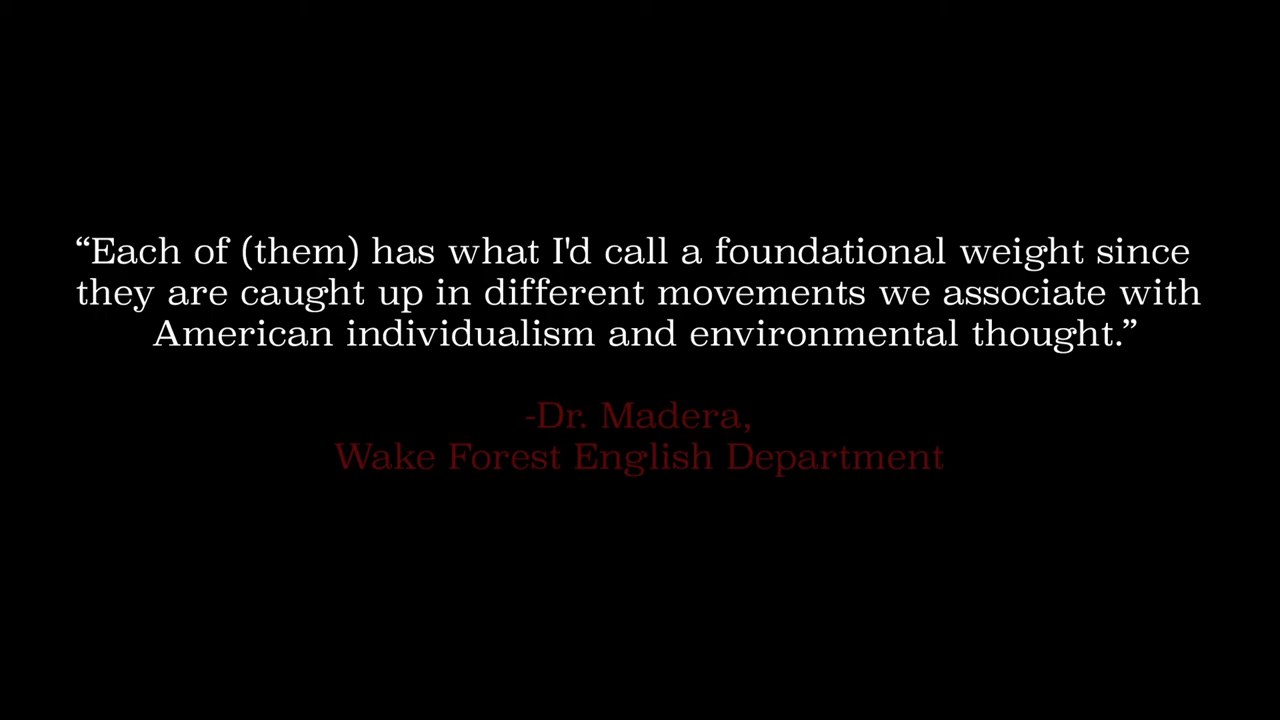 “Each of (them) has what I'd call a foundational weight since
they are caught up in different movements we associate with
American individualism and environmental thought.”
-Dr. Madera,
Wake Forest English Department